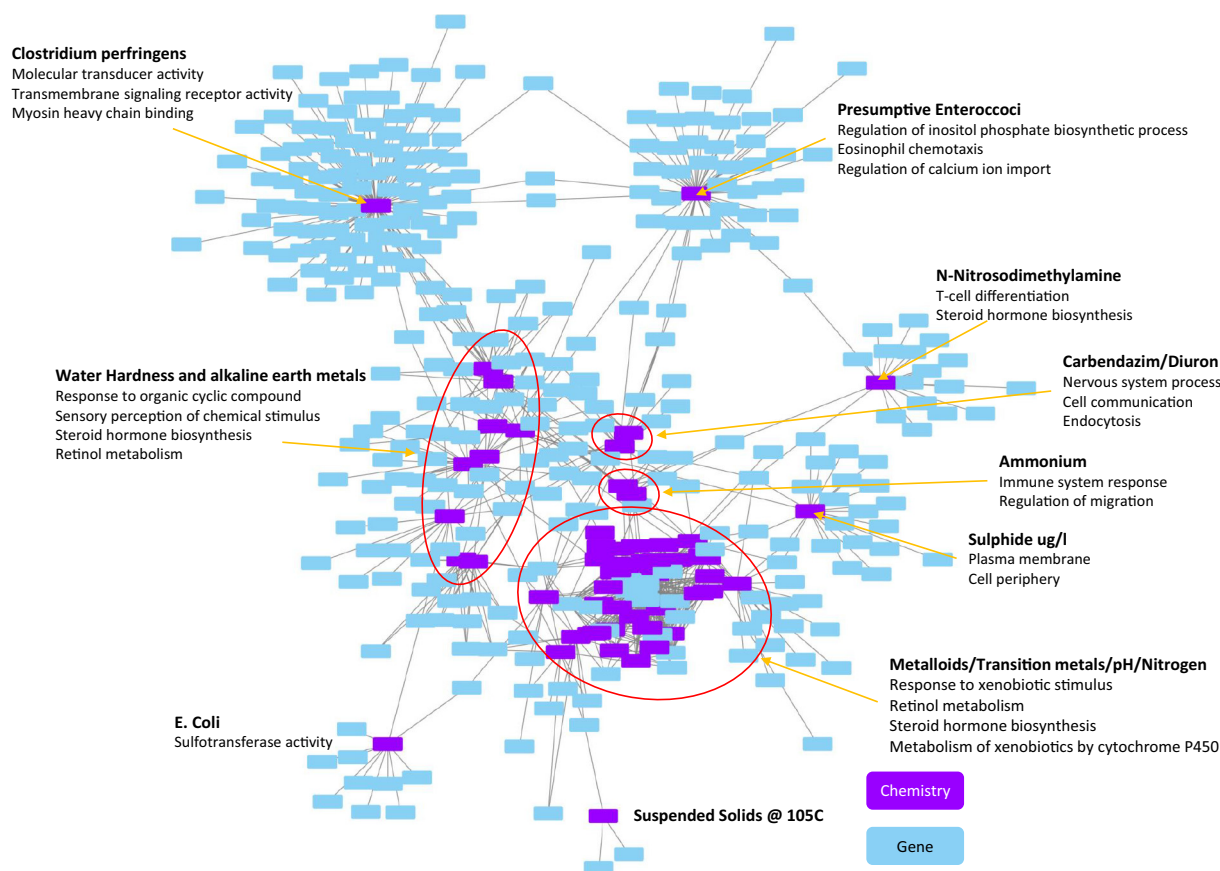 Clostridium perfringens
Molecular transducer activity
Transmembrane signaling receptor activity
Myosin heavy chain binding
Presumptive Enteroccoci
Regulation of inositol phosphate biosynthetic process
Eosinophil chemotaxis
Regulation of calcium ion import
N-Nitrosodimethylamine
T-cell differentiation
Steroid hormone biosynthesis
Carbendazim/Diuron
Nervous system process
Cell communication
Endocytosis
Water Hardness and alkaline earth metals
Response to organic cyclic compound
Sensory perception of chemical stimulus
Steroid hormone biosynthesis
Retinol metabolism
Ammonium
Immune system response
Regulation of migration
Sulphide ug/l
Plasma membrane
Cell periphery
Metalloids/Transition metals/pH/Nitrogen
Response to xenobiotic stimulus
Retinol metabolism
Steroid hormone biosynthesis
Metabolism of xenobiotics by cytochrome P450
E. Coli
Sulfotransferase activity
Suspended Solids @ 105C
Chemistry
Gene